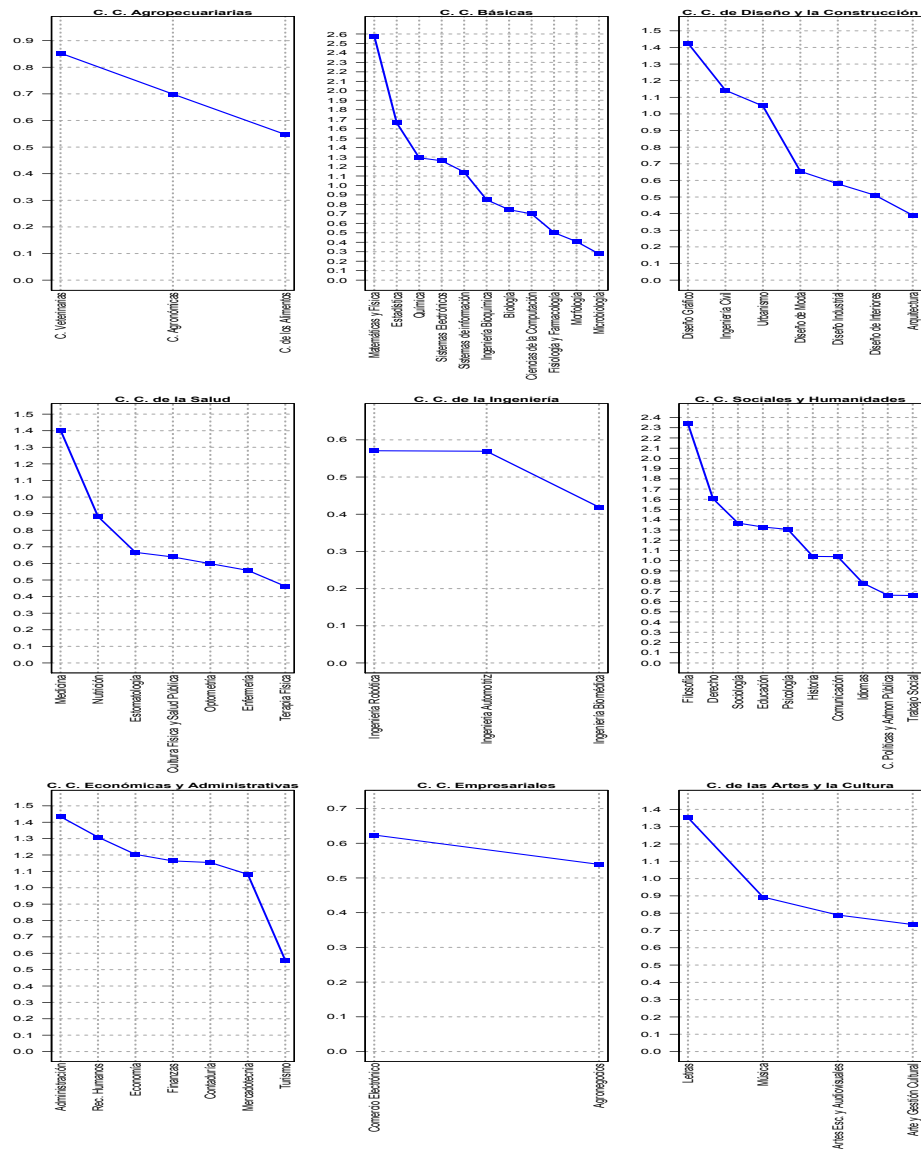 C. C. Agropecuariarias
0.9
0.8
0.7
0.6
0.5
0.4
0.3
0.2
0.1
0.0
C. Veterinarias
C. Agronómicas
C. de los Alimentos
C. C. Básicas
2.6
2.5
2.4
2.3
2.2
2.1
2.0
1.9
1.8
1.7
1.6
1.5
1.4
1.3
1.2
1.1
1.0
0.9
0.8
0.7
0.6
0.5
0.4
0.3
0.2
0.1
0.0
Matemáticas y Física
Estadística
Química
Sistemas Electrónicos
Sistemas de información
Ingeniería Bioquímica
Biología
Ciencias de la Computación
Fisiología y Farmacología
Morfología
Microbiología
C. C. de Diseño y la Construcción
1.5
1.4
1.3
1.2
1.1
1.0
0.9
0.8
0.7
0.6
0.5
0.4
0.3
0.2
0.1
0.0
Diseño Gráfico
Ingeniería Civil
Urbanismo
Diseño de Moda
Diseño Industrial
Diseño de Interiores
Arquitectura
C. C. de la Salud
1.5
1.4
1.3
1.2
1.1
1.0
0.9
0.8
0.7
0.6
0.5
0.4
0.3
0.2
0.1
0.0
Medicina
Nutrición
Estomatología
Cultura Física y Salud Pública
Optometría
Enfermería
Terapia Física
C. C. de la Ingeniería
0.6
0.5
0.4
0.3
0.2
0.1
0.0
Ingeniería Robótica
Ingeniería Automotriz
Ingeniería Biomédica
C. C. Sociales y Humanidades
2.4
2.3
2.2
2.1
2.0
1.9
1.8
1.7
1.6
1.5
1.4
1.3
1.2
1.1
1.0
0.9
0.8
0.7
0.6
0.5
0.4
0.3
0.2
0.1
0.0
Filosofía
Derecho
Sociología
Educación
Psicología
Historia
Comunicación
Idiomas
C. Políticas y Admon Pública
Trabajo Social
C. C. Económicas y Administrativas
1.5
1.4
1.3
1.2
1.1
1.0
0.9
0.8
0.7
0.6
0.5
0.4
0.3
0.2
0.1
0.0
Administración
Rec. Humanos
Economía
Finanzas
Contaduría
Mercadotecnia
Turismo
C. C. Empresariales
0.7
0.6
0.5
0.4
0.3
0.2
0.1
0.0
Comercio Electrónico
Agronegocios
C. de las Artes y la Cultura
1.4
1.3
1.2
1.1
1.0
0.9
0.8
0.7
0.6
0.5
0.4
0.3
0.2
0.1
0.0
Letras
Música
Artes Esc. y Audiovisuales
Arte y Gestión Cultural